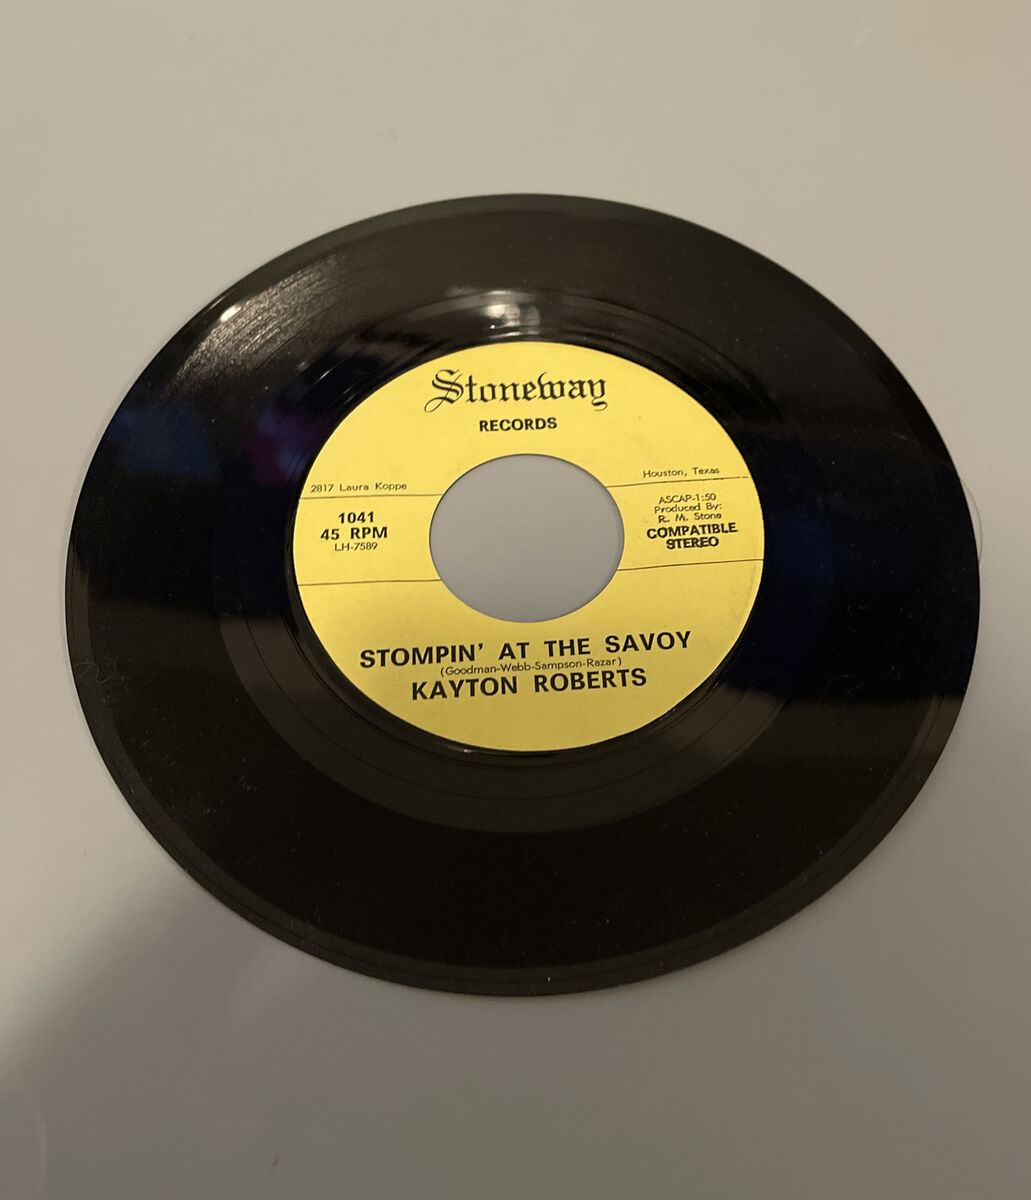 Stoneway
RECORDS
2817 Laura Koppe
Houston, Texas
1041
45 RPM
LH-7589
ASCAP-1:50
Produced By:
R. M. Stone
COMPATIBLE
STEREO
STOMPIN' AT THE SAVOY
(Goodman-Webb-Sampson-Razar)
KAYTON ROBERTS